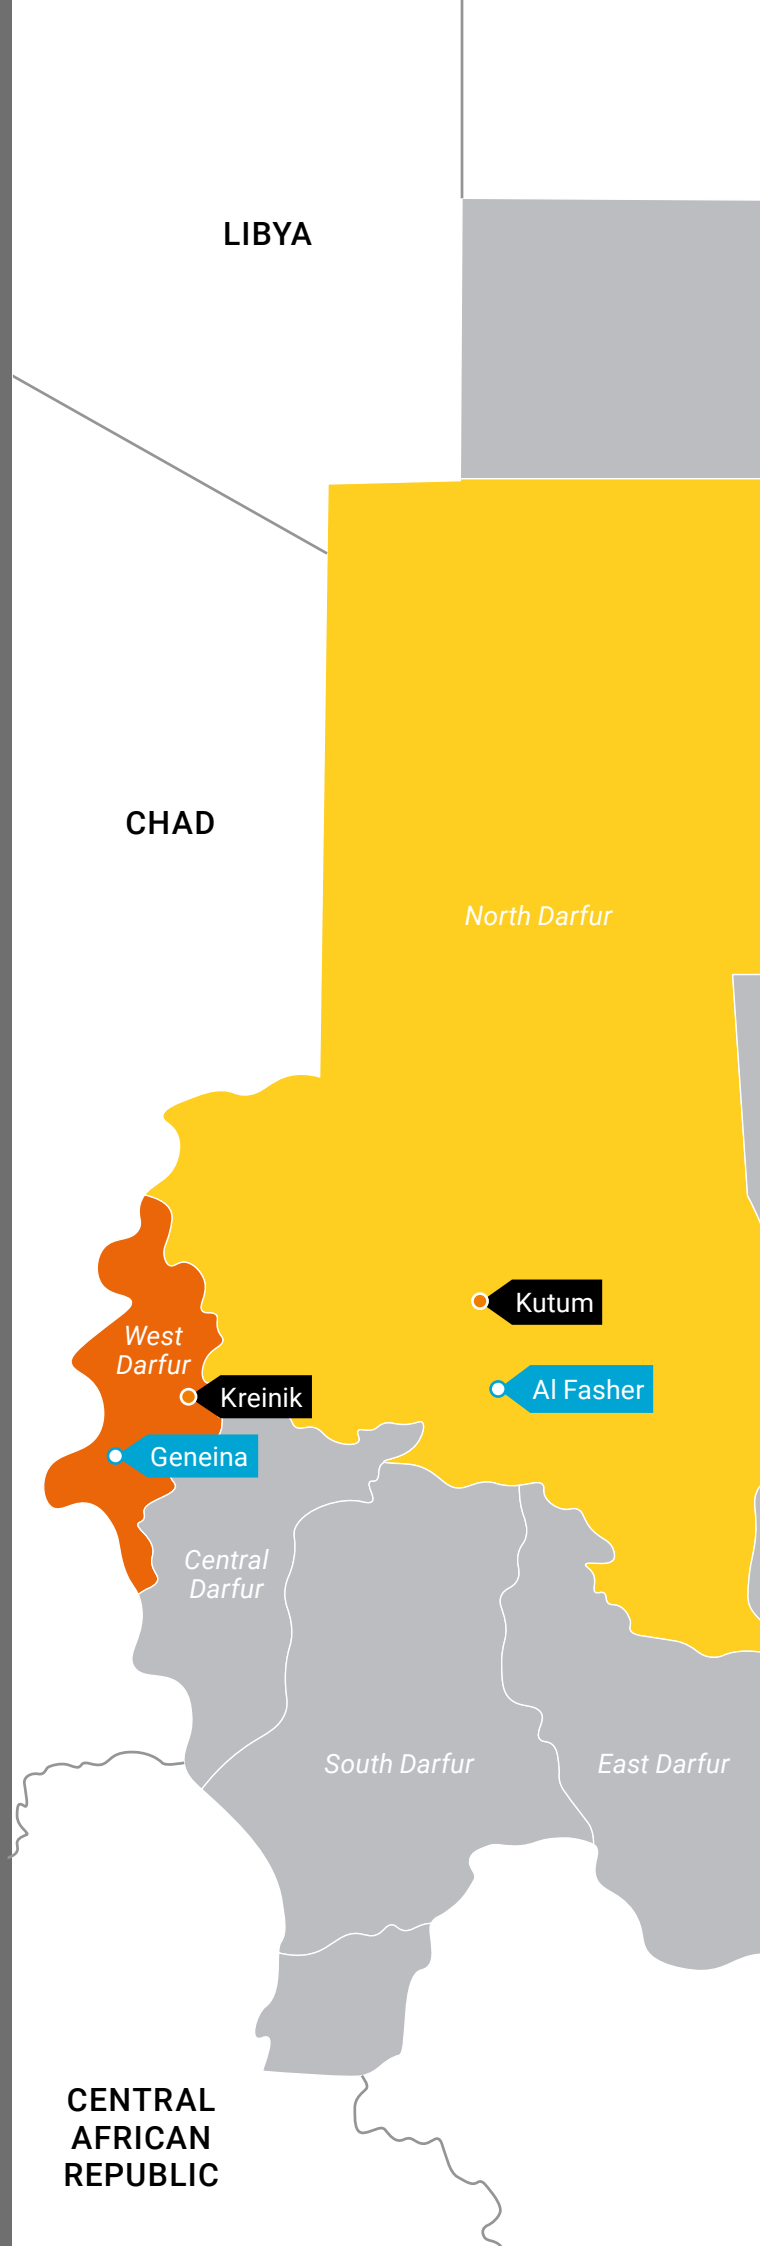 LIBYA
CHAD
North Darfur
Kutum
West
Darfur
Al Fasher
Kreinik
Geneina
Central
Darfur
South Darfur
East Darfur
CENTRAL
AFRICAN
REPUBLIC